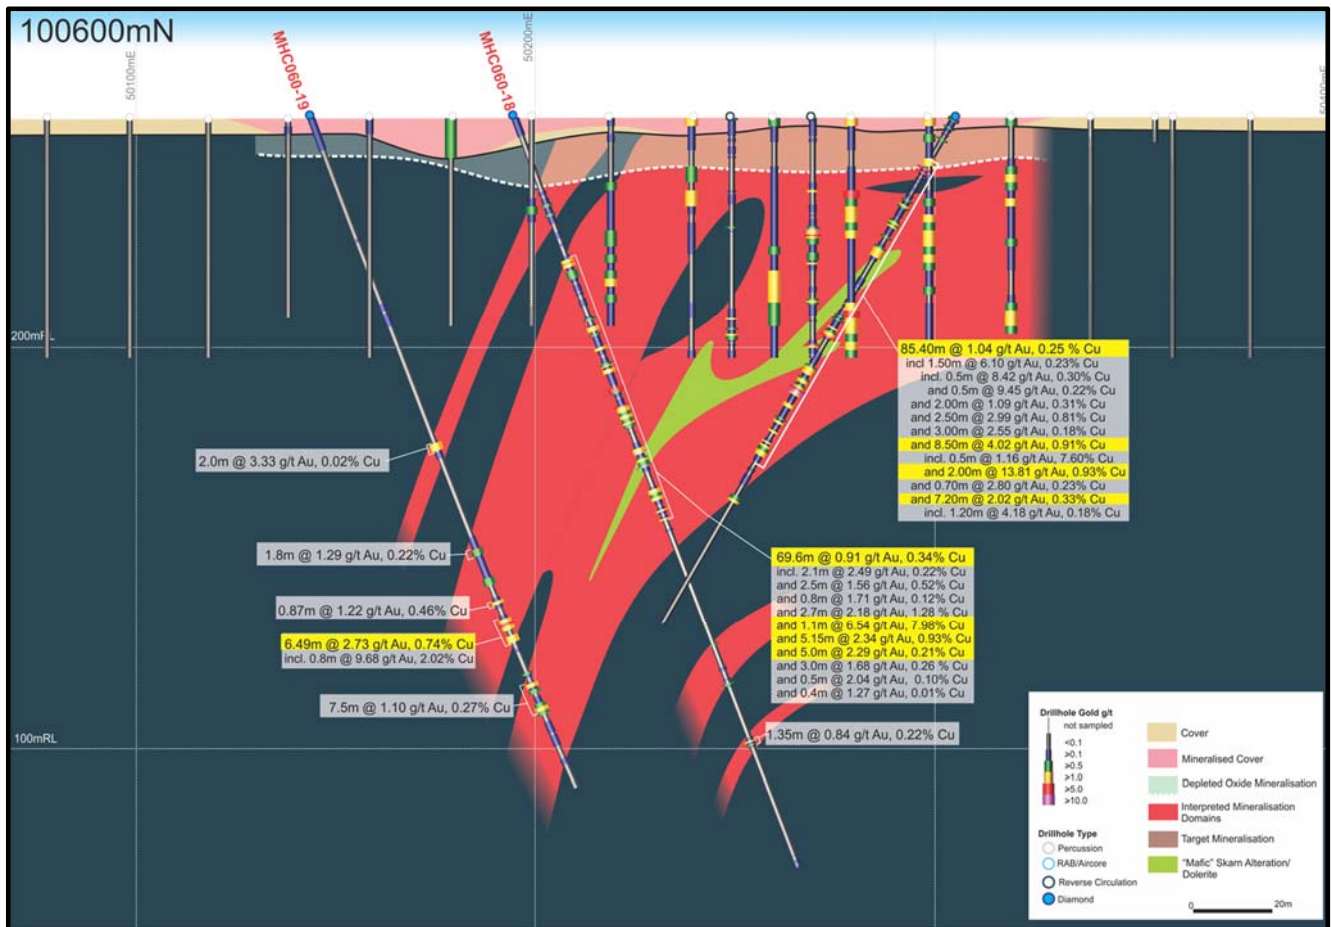 100600mN
50100mE
MHC060-19
MHC060-18
50200mE
50400mE
200mRL
85.40m @ 1.04 g/t Au, 0.25 % Cu
incl 1.50m @ 6.10 g/t Au, 0.23% Cu
incl. 0.5m @ 8.42 g/t Au, 0.30% Cu
and 0.5m @ 9.45 g/t Au, 0.22% Cu
and 2.00m @ 1.09 g/t Au, 0.31% Cu
and 2.50m @ 2.99 g/t Au, 0.81% Cu
and 3.00m @ 2.55 g/t Au, 0.18% Cu
and 8.50m @ 4.02 g/t Au, 0.91% Cu
incl. 0.5m @ 1.16 g/t Au, 7.60% Cu
and 2.00m @ 13.81 g/t Au, 0.93% Cu
and 0.70m @ 2.80 g/t Au, 0.23% Cu
and 7.20m @ 2.02 g/t Au, 0.33% Cu
incl. 1.20m @ 4.18 g/t Au, 0.18% Cu
2.0m @ 3.33 g/t Au, 0.02% Cu
1.8m @ 1.29 g/t Au, 0.22% Cu
0.87m @ 1.22 g/t Au, 0.46% Cu
6.49m @ 2.73 g/t Au, 0.74% Cu
incl. 0.8m @ 9.68 g/t Au, 2.02% Cu
7.5m @ 1.10 g/t Au, 0.27% Cu
69.6m @ 0.91 g/t Au, 0.34% Cu
incl. 2.1m @ 2.49 g/t Au, 0.22% Cu
and 2.5m @ 1.56 g/t Au, 0.52% Cu
and 0.8m @ 1.71 g/t Au, 0.12% Cu
and 2.7m @ 2.18 g/t Au, 1.28 % Cu
and 1.1m @ 6.54 g/t Au, 7.98% Cu
and 5.15m @ 2.34 g/t Au, 0.93% Cu
and 5.0m @ 2.29 g/t Au, 0.21% Cu
and 3.0m @ 1.68 g/t Au, 0.26 % Cu
and 0.5m @ 2.04 g/t Au, 0.10% Cu
and 0.4m @ 1.27 g/t Au, 0.01% Cu
1.35m @ 0.84 g/t Au, 0.22% Cu
100mRL
Drillhole Gold g/t
not sampled
<0.1
>0.1
≥0.5
≥1.0
≥5.0
≥10.0
Drillhole Type
Percussion
RAB/Aircore
Reverse Circulation
Diamond
Cover
Mineralised Cover
Depleted Oxide Mineralisation
Interpreted Mineralisation
Domains
Target Mineralisation
"Mafic" Skarn Alteration/
Dolerite
0 20m